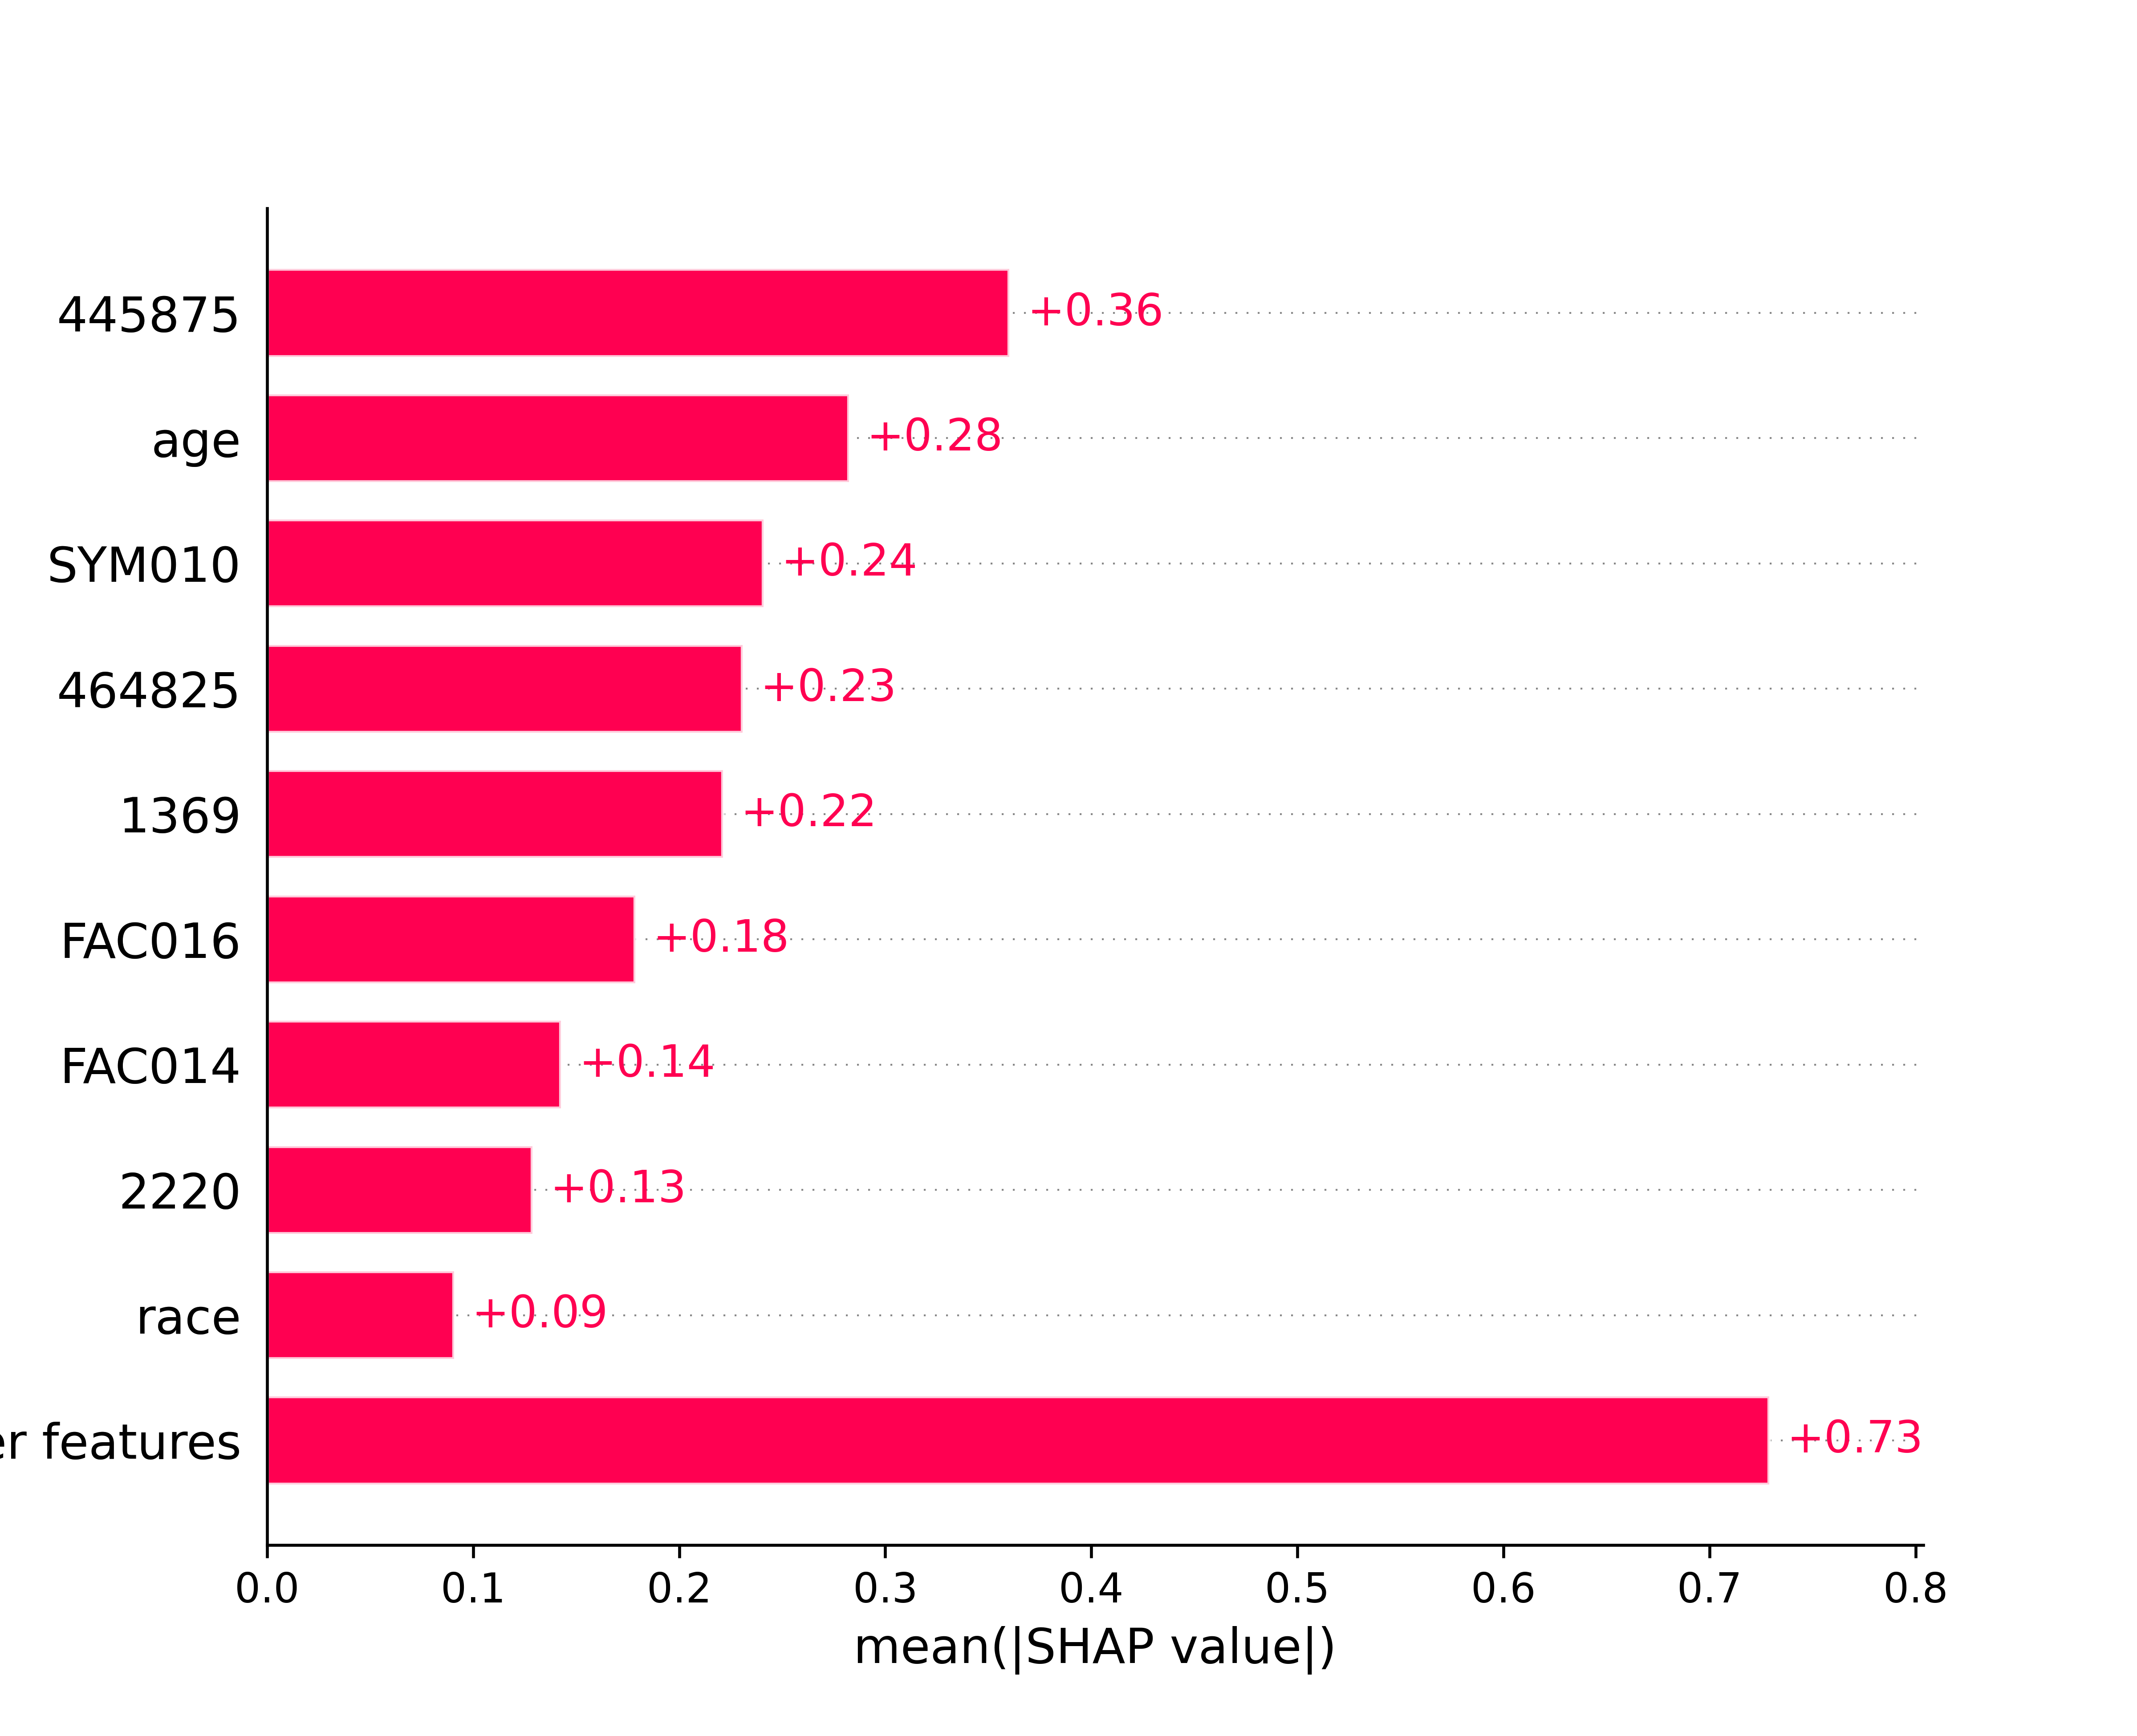 445875 +0.36
age +0.28
SYM010 +0.24
464825 +0.23
1369 +0.22
FAC016 +0.18
FAC014 +0.14
2220 +0.13
race +0.09
features +0.73
0.0 0.1 0.2 0.3 0.4 0.5 0.6 0.7 0.8
mean(|SHAP value|)